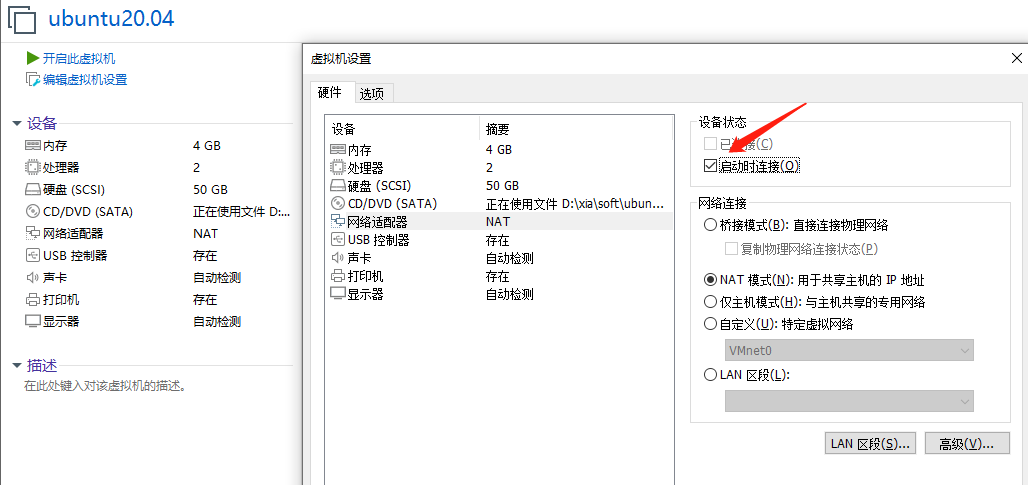 ubuntu20.04
开启此虚拟机
编辑虚拟机设置
设备
内存 4 GB
处理器 2
硬盘 (SCSI) 50 GB
CD/DVD (SATA) 正在使用文件 D:...
网络适配器 NAT
USB 控制器 存在
声卡 自动检测
打印机 存在
显示器 自动检测
描述
在此处键入对该虚拟机的描述。
虚拟机设置
硬件 选项
设备 摘要
内存 4 GB
处理器 2
硬盘 (SCSI) 50 GB
CD/DVD (SATA) 正在使用文件 D:\xia\soft\ubun...
网络适配器 NAT
USB 控制器 存在
声卡 自动检测
打印机 存在
显示器 自动检测
设备状态
已连接(C)
启动时连接(O)
网络连接
桥接模式(B): 直接连接物理网络
复制物理网络连接状态(P)
NAT 模式(N): 用于共享主机的 IP 地址
仅主机模式(H): 与主机共享的专用网络
自定义(U): 特定虚拟网络
VMnet0
LAN 区段(L):
LAN 区段(S)... 高级(V)...